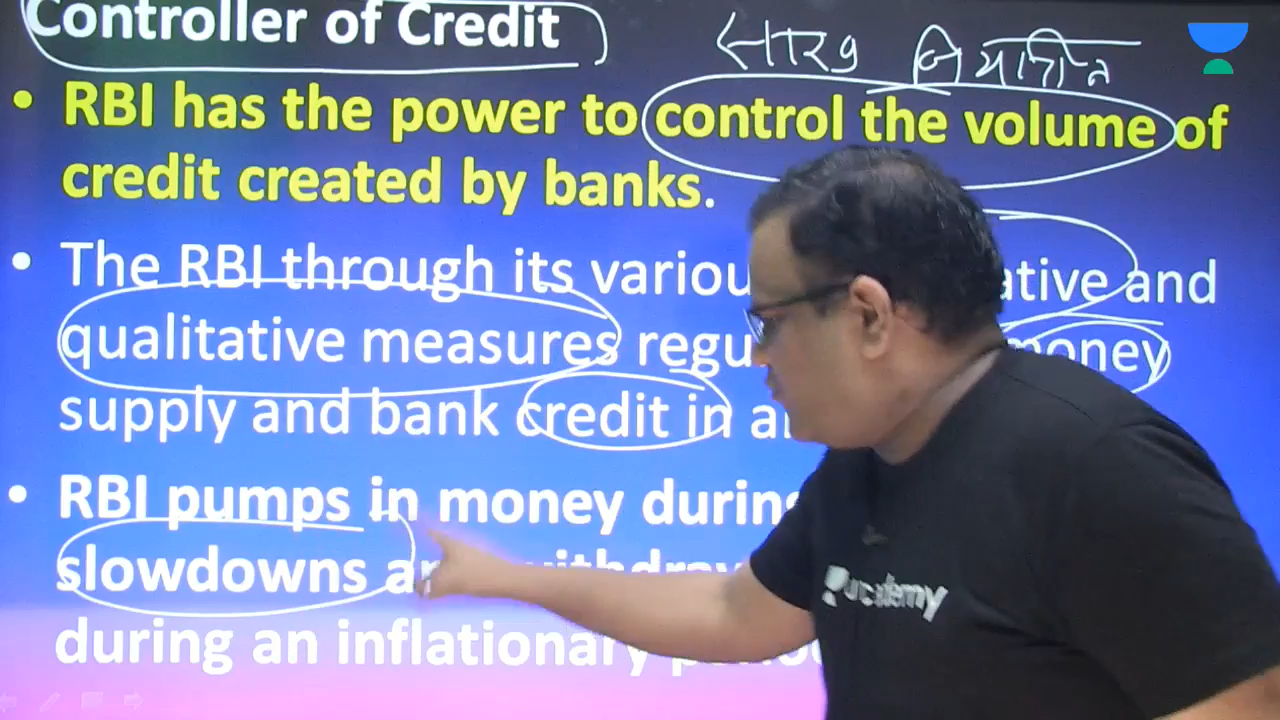 Controller of Credit
• RBI has the power to control the volume of
credit created by banks.
• The RBI through its variou ative and
qualitative measures regu money
supply and bank credit in
• RBI pumps in money during
slowdowns
during an inflationary
unacademy